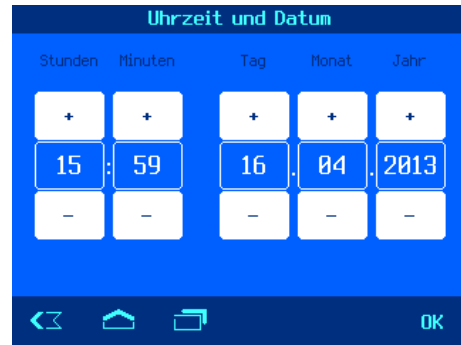 Uhrzeit und Datum
Stunden Minuten Tag Monat Jahr
+ + + + +
15 : 59 16 . 04 . 2013
− − − − −
OK